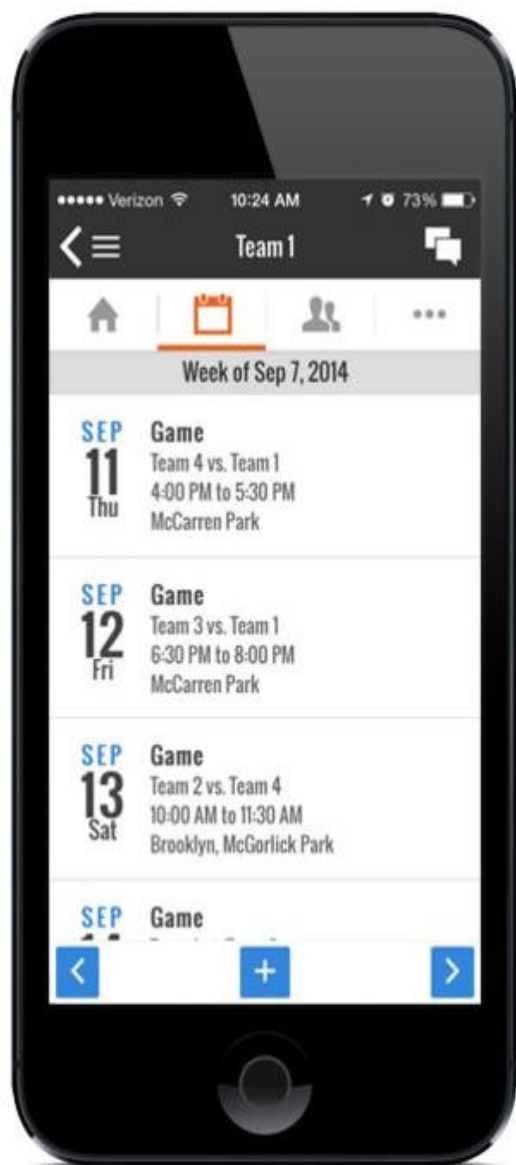 Verizon 10:24 AM 73%
Team 1
Week of Sep 7, 2014
SEP
11
Thu
Game
Team 4 vs. Team 1
4:00 PM to 5:30 PM
McCarren Park
SEP
12
Fri
Game
Team 3 vs. Team 1
6:30 PM to 8:00 PM
McCarren Park
SEP
13
Sat
Game
Team 2 vs. Team 4
10:00 AM to 11:30 AM
Brooklyn, McGorlick Park
SEP
Game